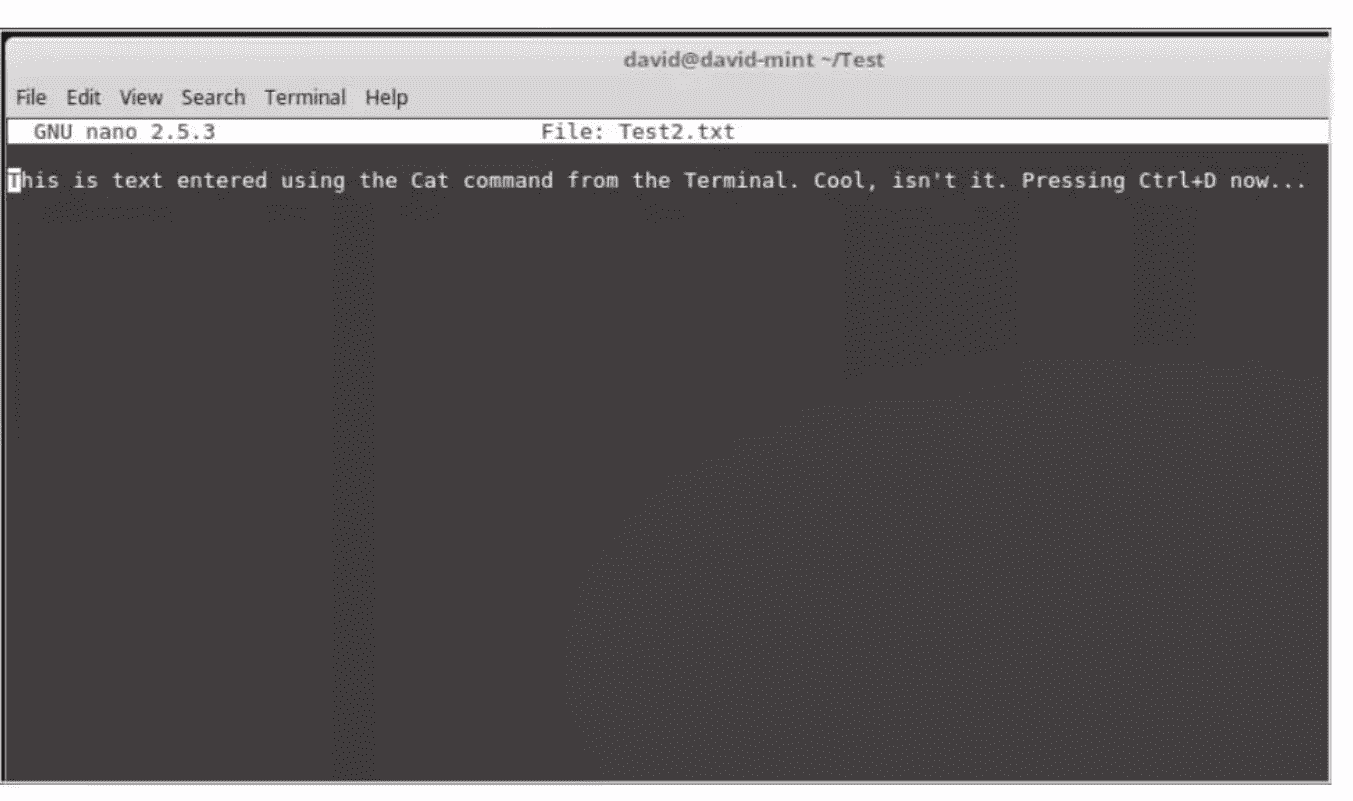 david@david-mint ~/Test
File Edit View Search Terminal Help
GNU nano 2.5.3 File: Test2.txt
This is text entered using the Cat command from the Terminal. Cool, isn't it. Pressing Ctrl+D now...